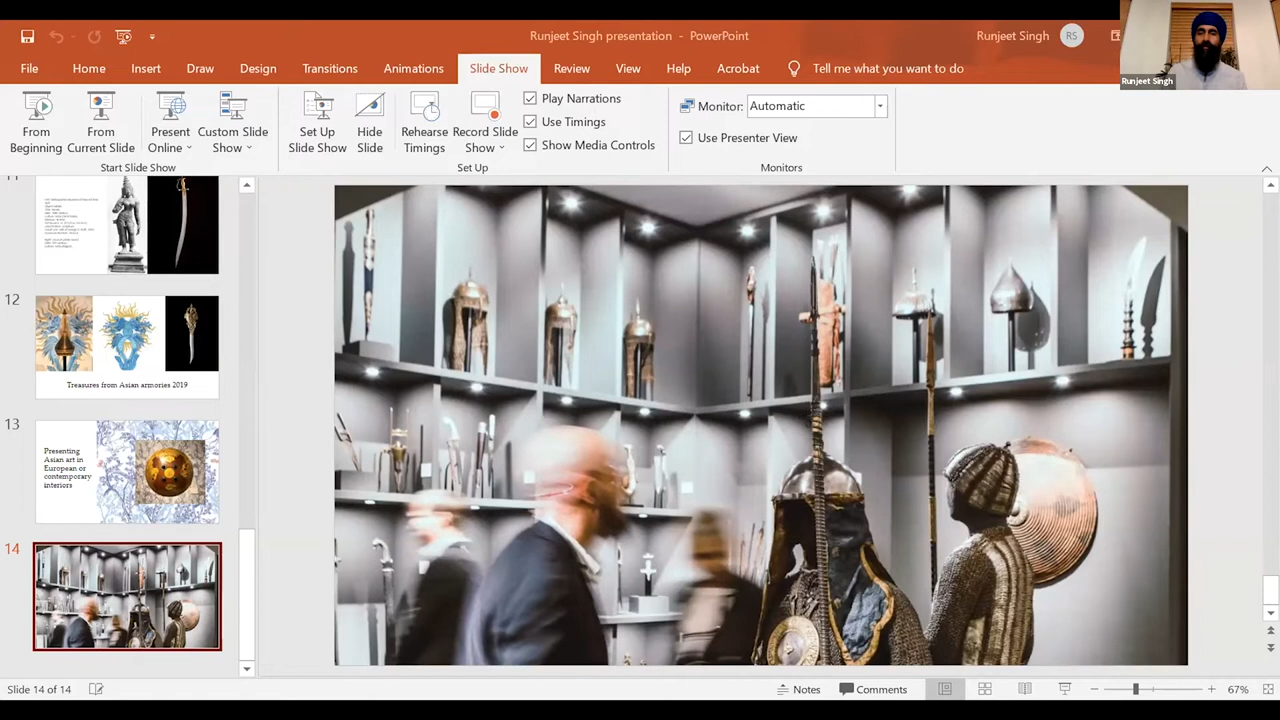 Runjeet Singh presentation - PowerPoint
Runjeet Singh
RS
Runjeet Singh
File
Home
Insert
Draw
Design
Transitions
Animations
Slide Show
Review
View
Help
Acrobat
Tell me what you want to do
From Beginning
From Current Slide
Present Online
Custom Slide Show
Start Slide Show
Set Up Slide Show
Hide Slide
Rehearse Timings
Record Slide Show
Play Narrations
Use Timings
Show Media Controls
Set Up
Monitor: Automatic
Use Presenter View
Monitors
12
Treasures from Asian armories 2019
13
Presenting
Asian art in
European or
contemporary
interiors
14
Slide 14 of 14
Notes
Comments
67%